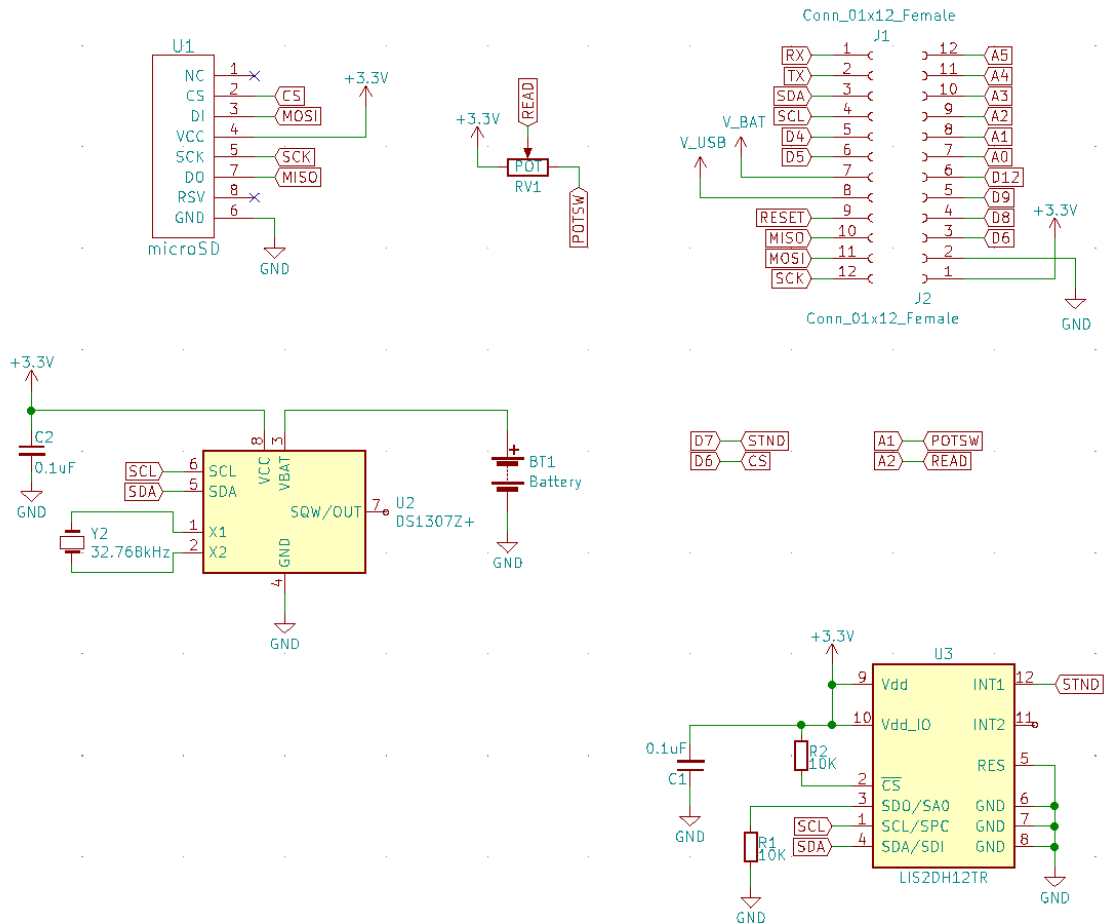 U1
NC 1
CS 2 CS
DI 3 MOSI
VCC 4
SCK 5 SCK
DO 7 MISO
RSV 8
GND 6
microSD
+3.3V
GND
+3.3V
READ
POT
RV1
POTSW
Conn_01x12_Female
J1
RX 1 12 A5
TX 2 11 A4
SDA 3 10 A3
SCL 4 9 A2
D4 5 8 A1
D5 6 7 A0
7 6 D12
8 5 D9
RESET 9 4 D8
MISO 10 3 D6
MOSI 11 2
SCK 12 1
V_BAT
V_USB
+3.3V
GND
J2
Conn_01x12_Female
+3.3V
C2
0.1uF
GND
8 3
VCC VBAT
SCL 6 SCL
SDA 5 SDA
1 X1
2 X2
Y2
32.768kHz
SQW/OUT 7
U2
DS1307Z+
GND
4
GND
BT1
Battery
GND
D7 STND
D6 CS
A1 POTSW
A2 READ
+3.3V
U3
9 Vdd INT1 12 STND
10 Vdd_IO INT2 11
RES 5
2 CS
3 SDO/SA0 GND 6
SCL 1 SCL/SPC GND 7
SDA 4 SDA/SDI GND 8
LIS2DH12TR
0.1uF
C1
GND
R2
10K
R1
10K
GND
GND